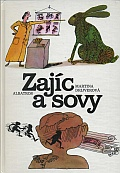 MARTINA
ALBATROS DRIJVEROVÁ
Zajíc
a sovy